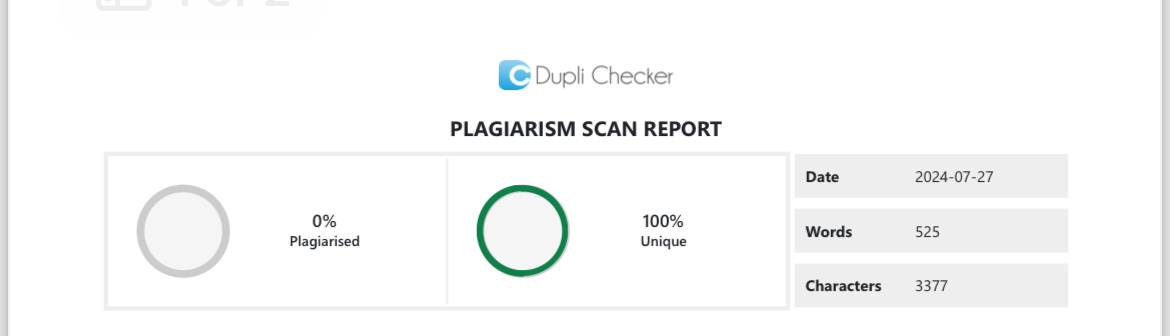 Dupli Checker
PLAGIARISM SCAN REPORT
0%
Plagiarised
100%
Unique
Date 2024-07-27
Words 525
Characters 3377